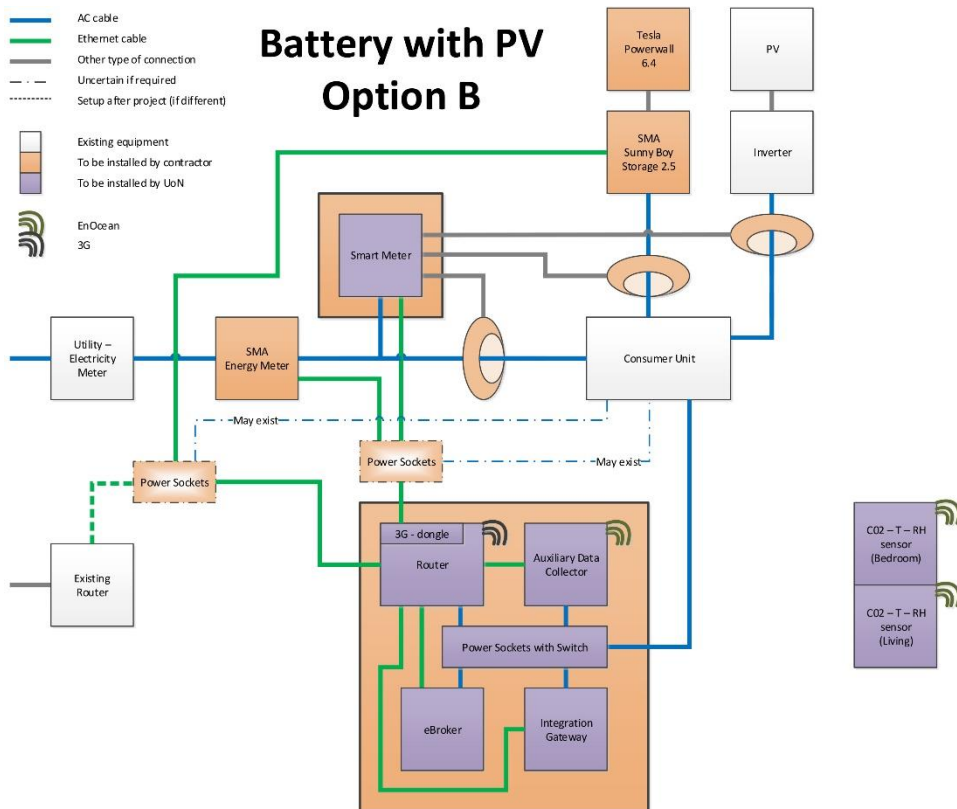 AC cable
Ethernet cable
Other type of connection
Uncertain if required
Setup after project (if different)
Existing equipment
To be installed by contractor
To be installed by UoN
EnOcean
3G
Battery with PV
Option B
Tesla
Powerwall
6.4
PV
SMA
Sunny Boy
Storage 2.5
Inverter
Smart Meter
Utility –
Electricity
Meter
SMA
Energy Meter
Consumer Unit
May exist
Power Sockets
Power Sockets
May exist
3G - dongle
Router
Auxiliary Data
Collector
Existing
Router
Power Sockets with Switch
eBroker
Integration
Gateway
C02 – T – RH
sensor
(Bedroom)
C02 – T – RH
sensor
(Living)